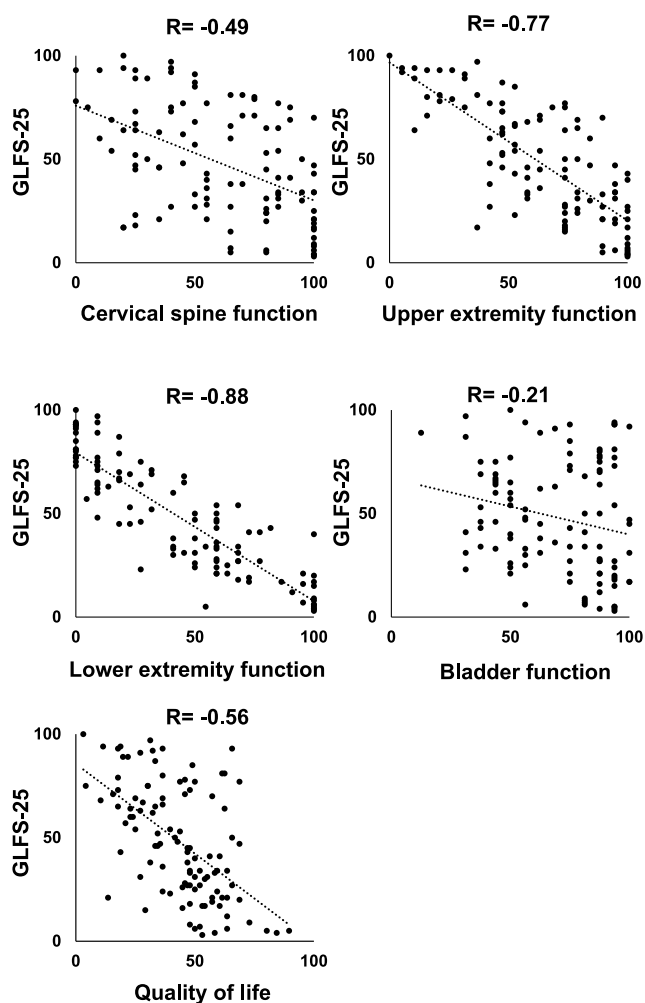 R= -0.49
R= -0.77
100
50
0
GLFS-25
0 50 100
Cervical spine function
100
50
0
GLFS-25
0 50 100
Upper extremity function
R= -0.88
R= -0.21
100
50
0
GLFS-25
0 50 100
Lower extremity function
100
50
0
GLFS-25
0 50 100
Bladder function
R= -0.56
100
50
0
GLFS-25
0 50 100
Quality of life